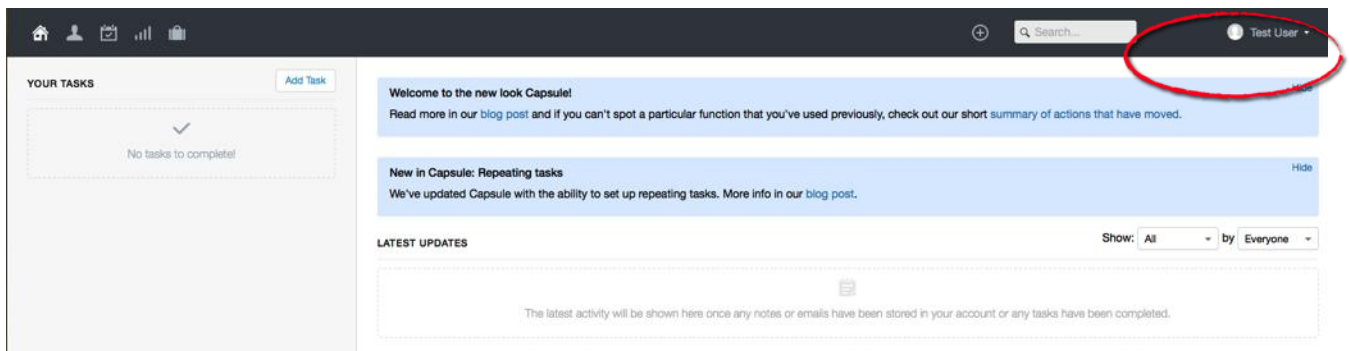 Search...
Test User
YOUR TASKS
Add Task
No tasks to complete!
Welcome to the new look Capsule!
Hide
Read more in our blog post and if you can't spot a particular function that you've used previously, check out our short summary of actions that have moved.
New in Capsule: Repeating tasks
Hide
We've updated Capsule with the ability to set up repeating tasks. More info in our blog post.
LATEST UPDATES
Show: All by Everyone
The latest activity will be shown here once any notes or emails have been stored in your account or any tasks have been completed.